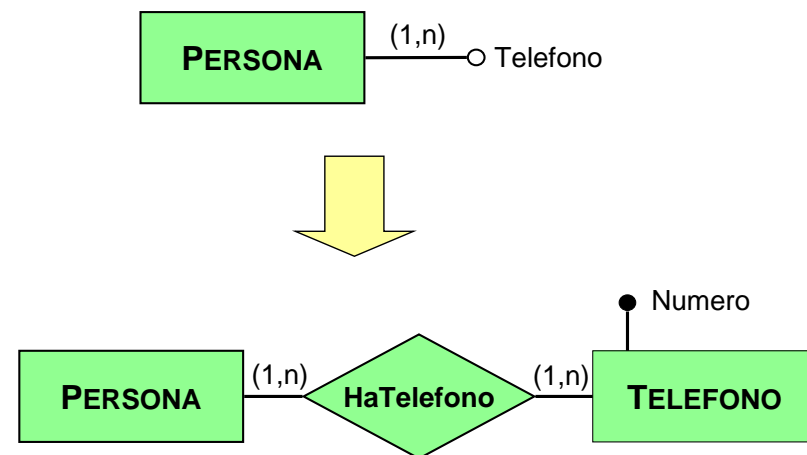 (1,n)
PERSONA
Telefono
Numero
PERSONA
(1,n)
HaTelefono
(1,n)
TELEFONO